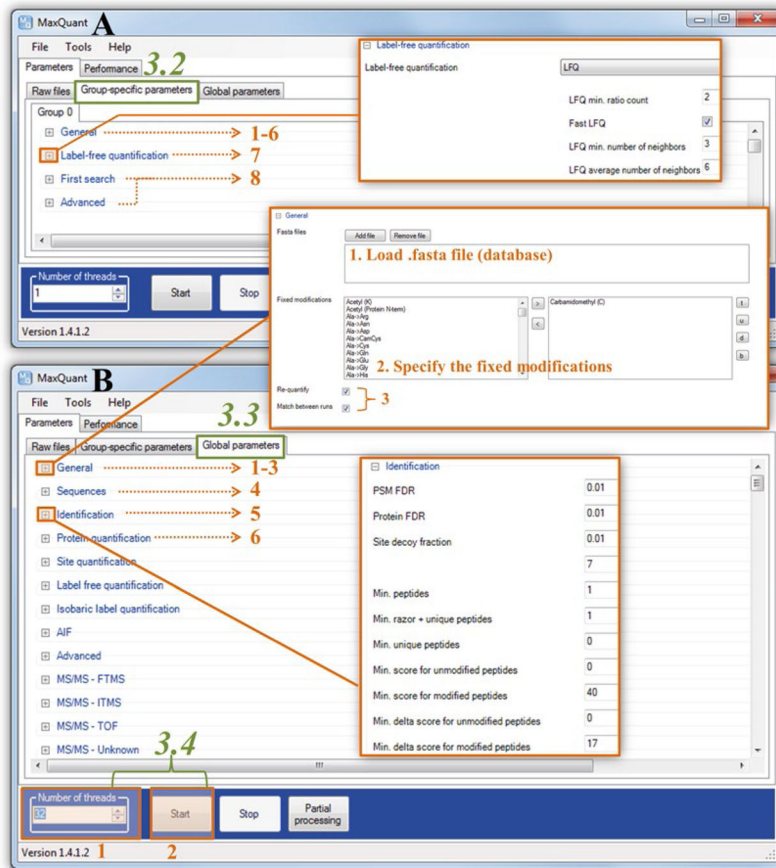 MaxQuant A
File Tools Help
Parameters Performance 3.2
Raw files Group-specific parameters Global parameters
Group 0
General 1-6
Label-free quantification 7
First search 8
Advanced
Label-free quantification
Label-free quantification LFQ
LFQ min. ratio count 2
Fast LFQ
LFQ min. number of neighbors 3
LFQ average number of neighbors 6
Number of threads
1 Start Stop
Version 1.4.1.2
General
Fasta files Add file Remove file
1. Load .fasta file (database)
Fixed modifications
Acetyl (K) > Carbamidomethyl (C) t
Acetyl (Protein N-term)
Ala->Arg
Ala->Asn < u
Ala->Asp
Ala->CamCys
Ala->Cys d
Ala->Gln
Ala->Glu b
Ala->Gly
Ala->His
2. Specify the fixed modifications
Re-quantify
Match between runs
3
MaxQuant B
File Tools Help
Parameters Performance 3.3
Raw files Group-specific parameters Global parameters
General 1-3
Sequences 4
Identification 5
Protein quantification 6
Site quantification
Label free quantification
Isobaric label quantification
AIF
Advanced
MS/MS - FTMS
MS/MS - ITMS
MS/MS - TOF
MS/MS - Unknown
Identification
PSM FDR 0.01
Protein FDR 0.01
Site decoy fraction 0.01
7
Min. peptides 1
Min. razor + unique peptides 1
Min. unique peptides 0
Min. score for unmodified peptides 0
Min. score for modified peptides 40
Min. delta score for unmodified peptides 0
Min. delta score for modified peptides 17
3.4
Number of threads
32 Start Stop Partial processing
Version 1.4.1.2 1 2